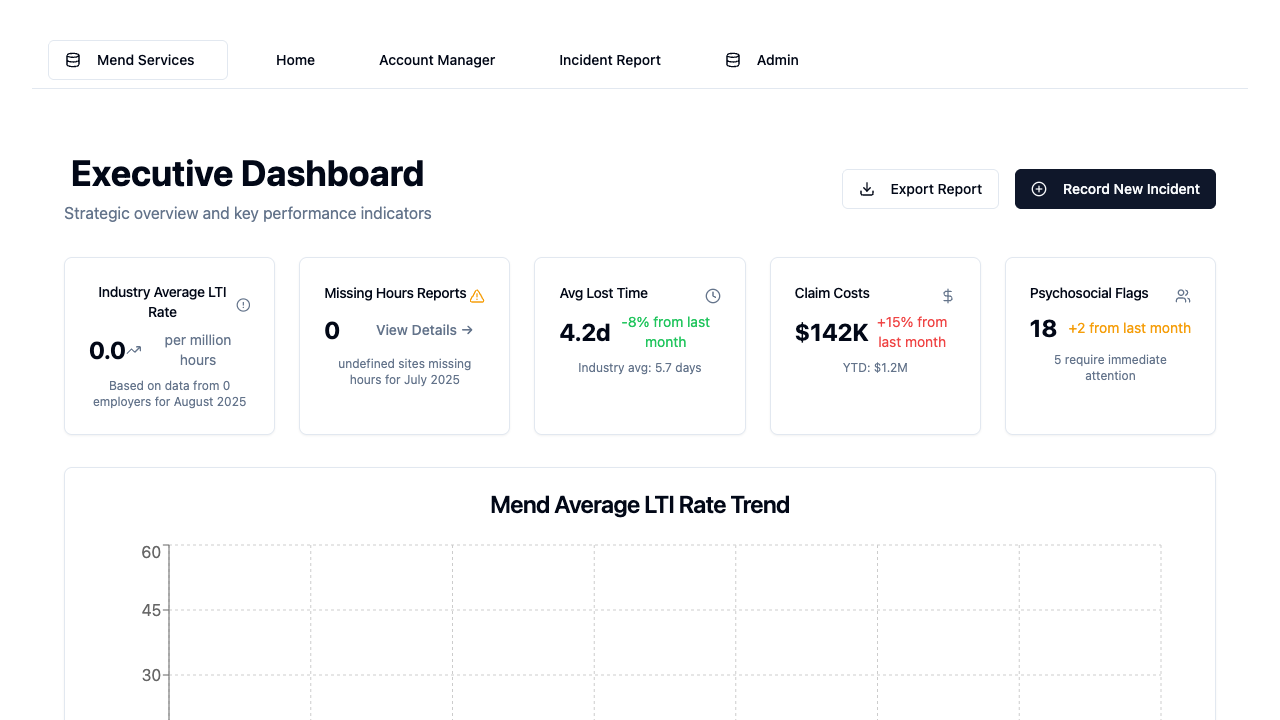 Mend Services
Home
Account Manager
Incident Report
Admin
Executive Dashboard
Strategic overview and key performance indicators
Export Report
Record New Incident
Industry Average LTI
Rate
0.0
per million
hours
Based on data from 0
employers for August 2025
Missing Hours Reports
0
View Details →
undefined sites missing
hours for July 2025
Avg Lost Time
4.2d
-8% from last
month
Industry avg: 5.7 days
Claim Costs
$142K
+15% from
last month
YTD: $1.2M
Psychosocial Flags
18
+2 from last month
5 require immediate
attention
Mend Average LTI Rate Trend
60
45
30